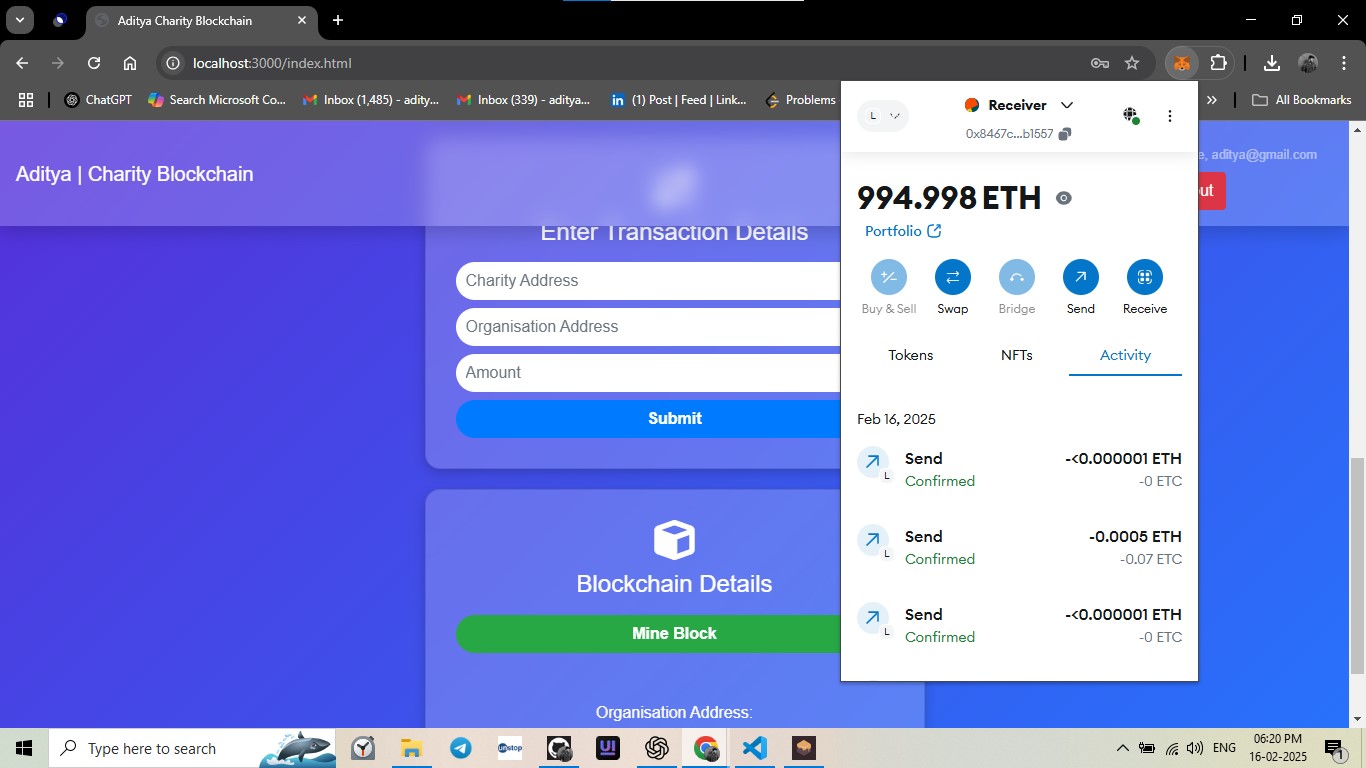 Aditya Charity Blockchain
localhost:3000/index.html
ChatGPT
Search Microsoft Co...
Inbox (1,485) - adity...
Inbox (339) - aditya...
(1) Post | Feed | Link...
Problems
»
All Bookmarks
Aditya | Charity Blockchain
e, aditya@gmail.com
ut
Enter Transaction Details
Charity Address
Organisation Address
Amount
Submit
Blockchain Details
Mine Block
Organisation Address:
L
Receiver
0x8467c...b1557
994.998 ETH
Portfolio
Buy & Sell
Swap
Bridge
Send
Receive
Tokens
NFTs
Activity
Feb 16, 2025
Send
-<0.000001 ETH
L
Confirmed
-0 ETC
Send
-0.0005 ETH
L
Confirmed
-0.07 ETC
Send
-<0.000001 ETH
L
Confirmed
-0 ETC
Type here to search
unstop
UI
ENG
06:20 PM
16-02-2025
1